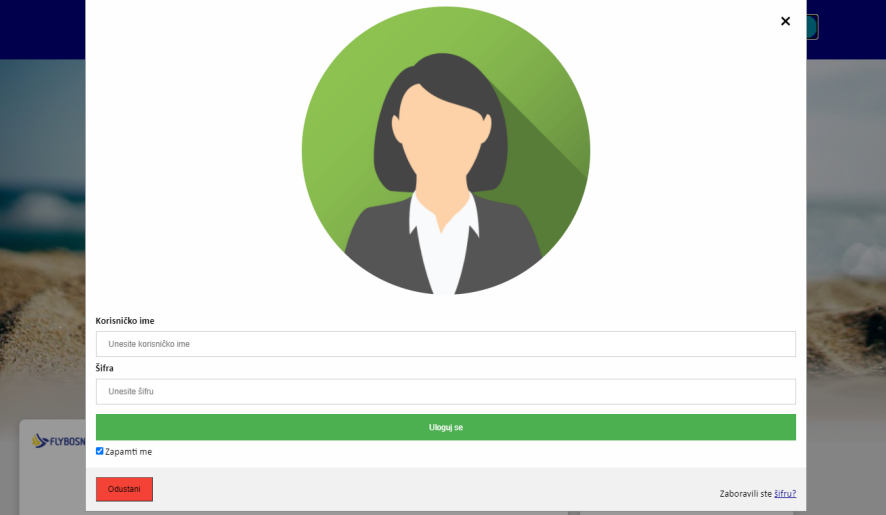 ×
Korisničko ime
Unesite korisničko ime
Šifra
Unesite šifru
Uloguj se
Zapamti me
Odustani
Zaboravili ste šifru?
FLYBOSN